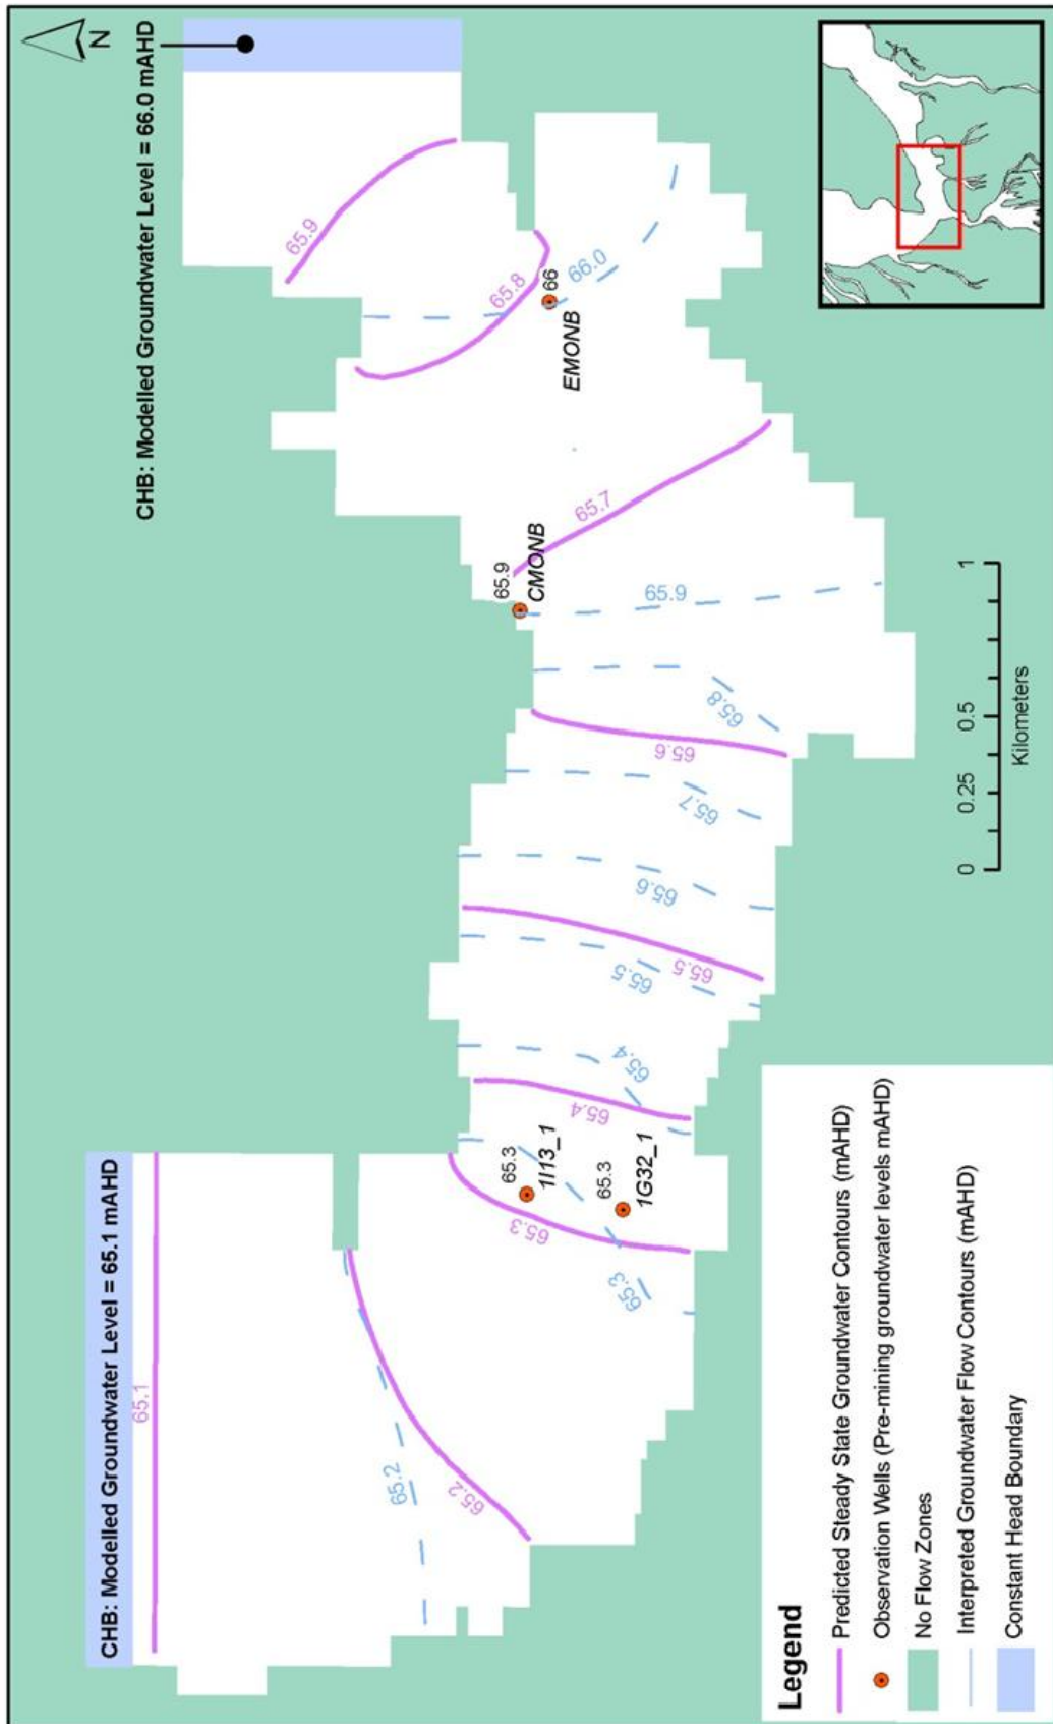 N
CHB: Modelled Groundwater Level = 66.0 mAHD
CHB: Modelled Groundwater Level = 65.1 mAHD
65.1
65.9
65.8
66
66.0
EMONB
65.7
65.9
CMONB
65.9
65.8
65.6
65.7
65.6
65.5
65.5
65.4
65.4
65.3
1I13_1
65.3
1G32_1
65.3
65.3
65.2
65.2
0
0.25
0.5
1
Kilometers
Legend
Predicted Steady State Groundwater Contours (mAHD)
Observation Wells (Pre-mining groundwater levels mAHD)
No Flow Zones
Interpreted Groundwater Flow Contours (mAHD)
Constant Head Boundary